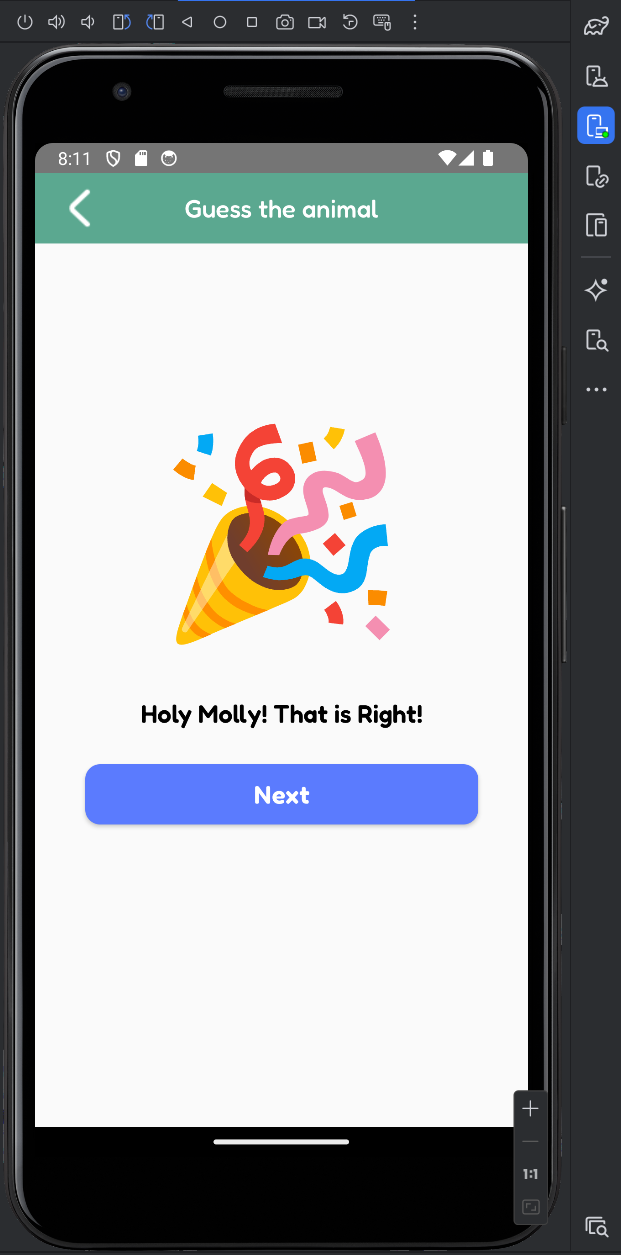 8:11
Guess the animal
Holy Molly! That is Right!
Next
1:1